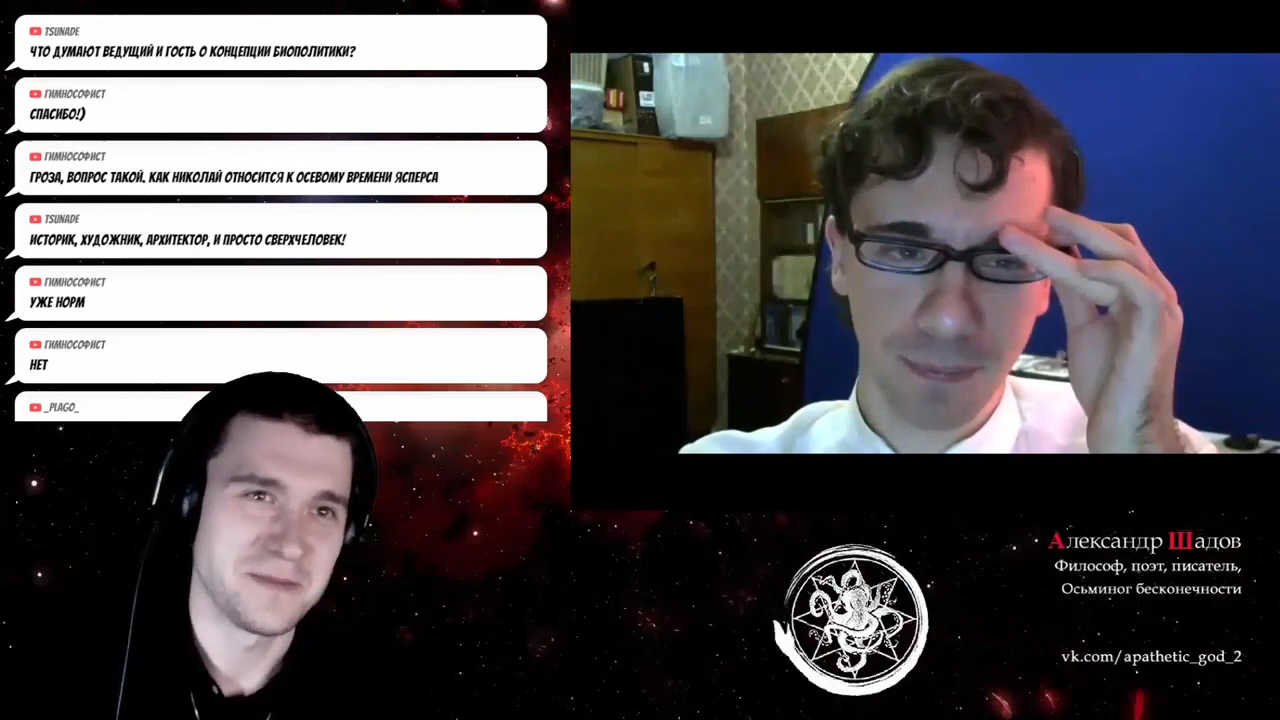 TSUNADE
ЧТО ДУМАЮТ ВЕДУЩИЙ И ГОСТЬ О КОНЦЕПЦИИ БИОПОЛИТИКИ?
ГИМНОСОФИСТ
СПАСИБО!)
ГИМНОСОФИСТ
ГРОЗА, ВОПРОС ТАКОЙ. КАК НИКОЛАЙ ОТНОСИТСЯ К ОСЕВОМУ ВРЕМЕНИ ЯСПЕРСА
TSUNADE
ИСТОРИК, ХУДОЖНИК, АРХИТЕКТОР, И ПРОСТО СВЕРХЧЕЛОВЕК!
ГИМНОСОФИСТ
УЖЕ НОРМ
ГИМНОСОФИСТ
НЕТ
_PLAGO_
Александр Шадов
Философ, поэт, писатель,
Осьминог бесконечности
vk.com/apathetic_god_2